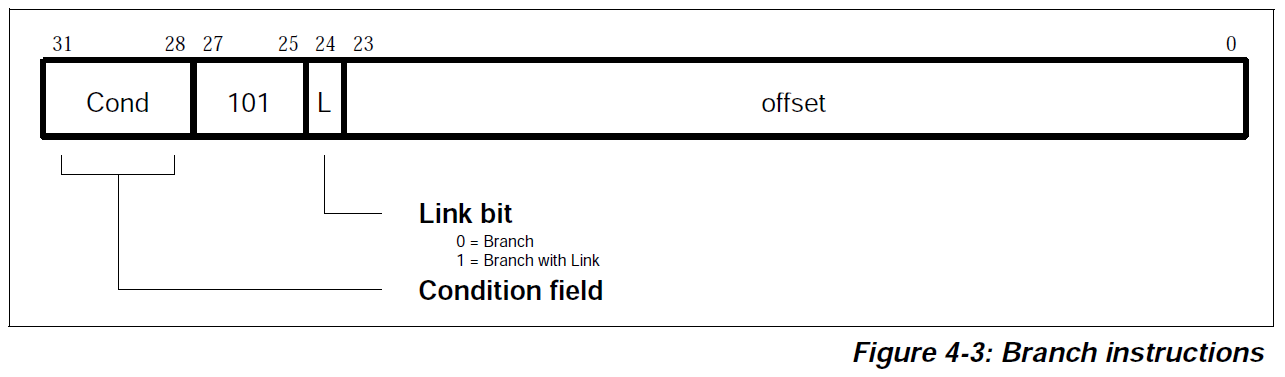 31 28 27 25 24 23 0
Cond 101 L offset
Link bit
0 = Branch
1 = Branch with Link
Condition field
Figure 4-3: Branch instructions